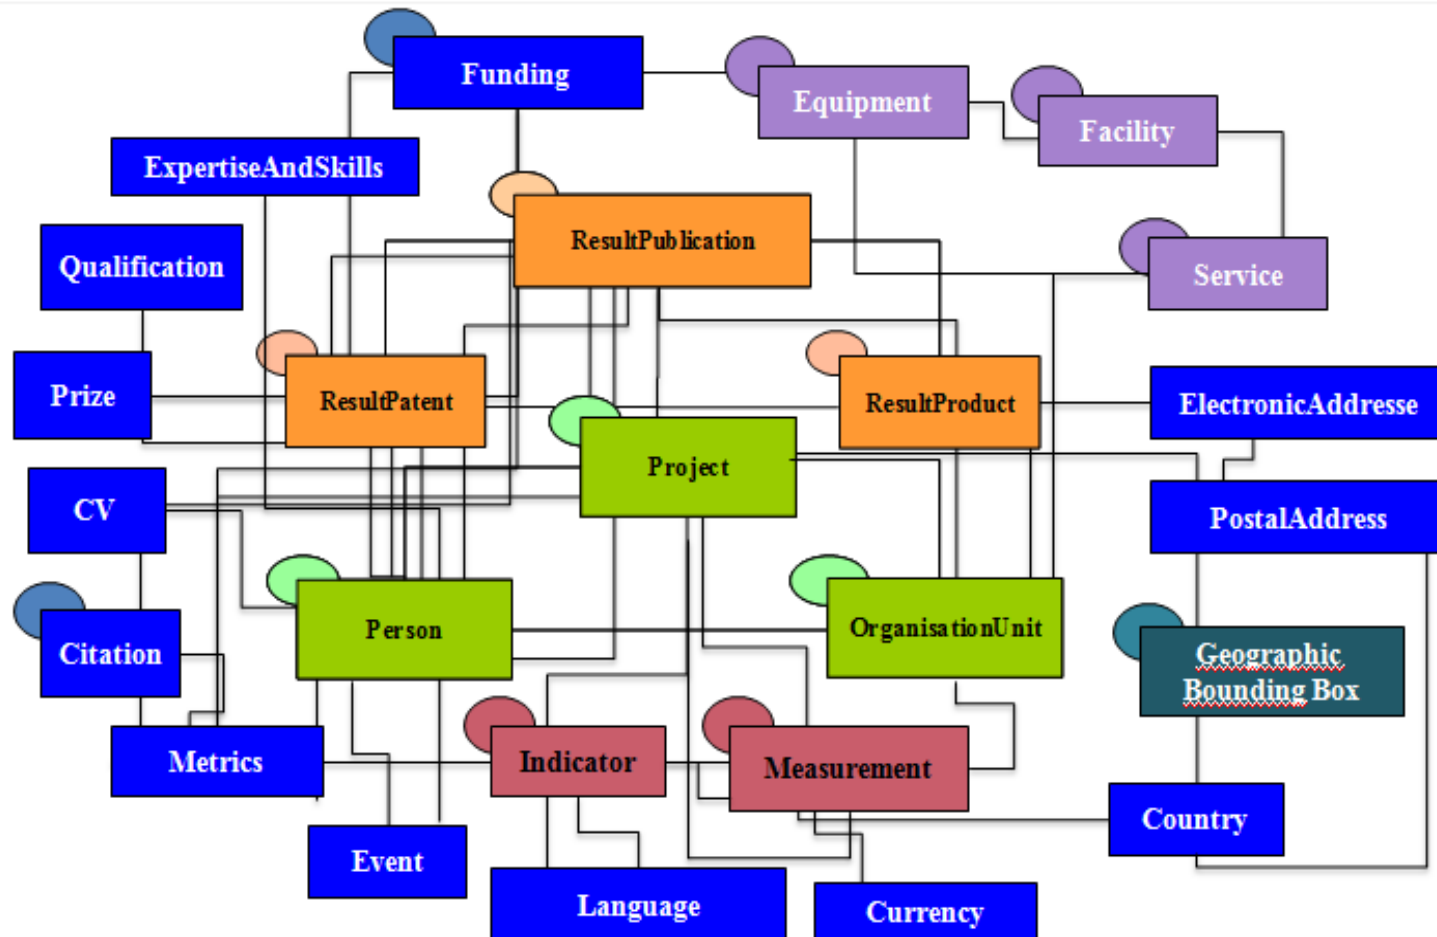 Funding
Equipment
Facility
ExpertiseAndSkills
ResultPublication
Qualification
Service
Prize
ResultPatent
ResultProduct
ElectronicAddresse
Project
CV
PostalAddress
Person
OrganisationUnit
Citation
Geographic
Bounding Box
Metrics
Indicator
Measurement
Country
Event
Language
Currency